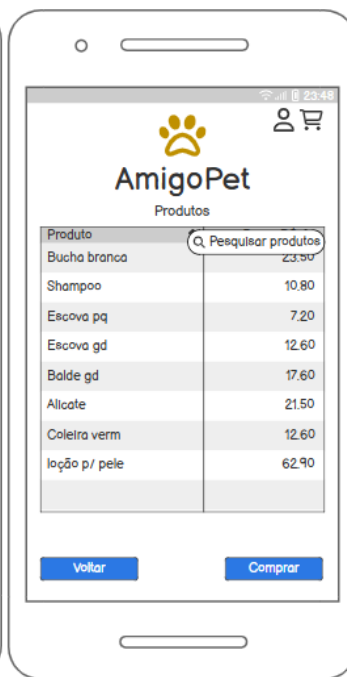 23:48
AmigoPet
Produtos
Produto
Pesquisar produtos
Bucha branca 23.50
Shampoo 10.80
Escova pq 7.20
Escova gd 12.60
Balde gd 17.60
Alicate 21.50
Coleira verm 12.60
loção p/ pele 62.90
Voltar Comprar